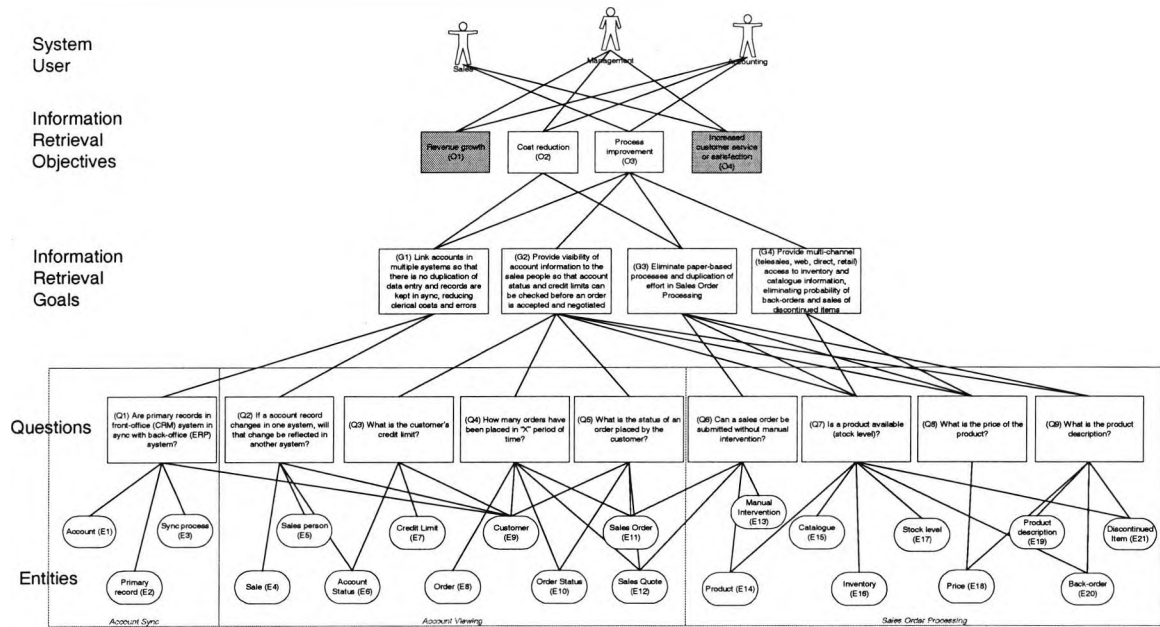 System
User
Sales
Management
Accounting
Information
Retrieval
Objectives
Revenue growth
(O1)
Cost reduction
(O2)
Process
improvement
(O3)
Increased
customer service
or satisfaction
(O4)
Information
Retrieval
Goals
(G1) Link accounts in
multiple systems so that
there is no duplication of
data entry and records are
kept in sync, reducing
clerical costs and errors
(G2) Provide visibility of
account information to the
sales people so that account
status and credit limits can
be checked before an order
is accepted and negotiated
(G3) Eliminate paper-based
processes and duplication of
effort in Sales Order
Processing
(G4) Provide multi-channel
(telesales, web, direct, retail)
access to inventory and
catalogue information,
eliminating probability of
back-orders and sales of
discontinued items
Questions
(Q1) Are primary records in
front-office (CRM) system in
sync with back-office (ERP)
system?
(Q2) If a account record
changes in one system, will
that change be reflected in
another system?
(Q3) What is the customer's
credit limit?
(Q4) How many orders have
been placed in "X" period of
time?
(Q5) What is the status of an
order placed by the
customer?
(Q6) Can a sales order be
submitted without manual
intervention?
(Q7) Is a product available
(stock level)?
(Q8) What is the price of the
product?
(Q9) What is the product
description?
Entities
Account (E1)
Primary
record (E2)
Sync process
(E3)
Sale (E4)
Sales person
(E5)
Account
Status (E6)
Credit Limit
(E7)
Order (E8)
Customer
(E9)
Order Status
(E10)
Sales Order
(E11)
Sales Quote
(E12)
Manual
Intervention
(E13)
Product (E14)
Catalogue
(E15)
Inventory
(E16)
Stock level
(E17)
Price (E18)
Product
description
(E19)
Back-order
(E20)
Discontinued
Item (E21)
Account Sync
Account Viewing
Sales Order Processing